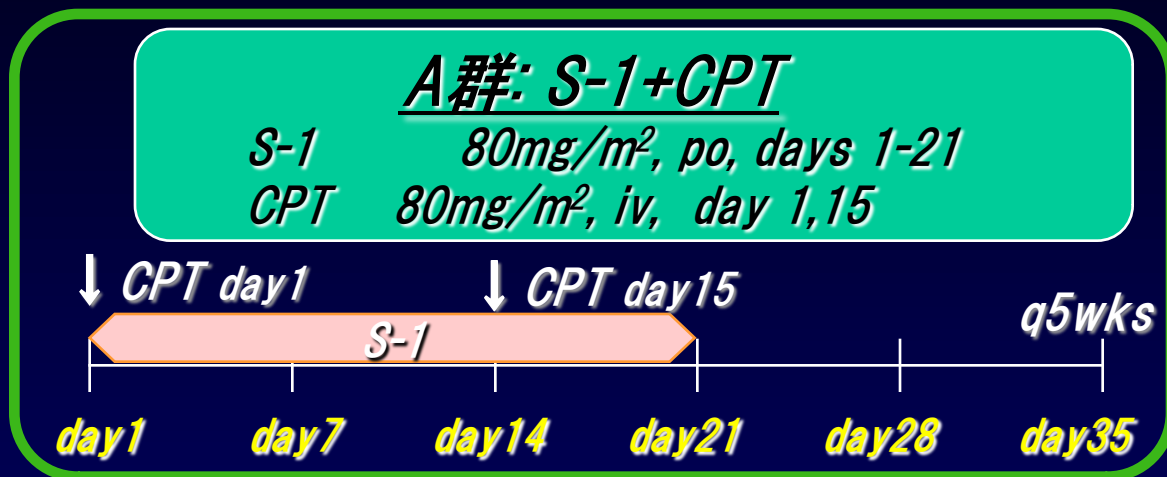 A群: S-1+CPT
S-1 80mg/m², po, days 1-21
CPT 80mg/m², iv, day 1,15
CPT day1 CPT day15
q5wks
S-1
day1 day7 day14 day21 day28 day35